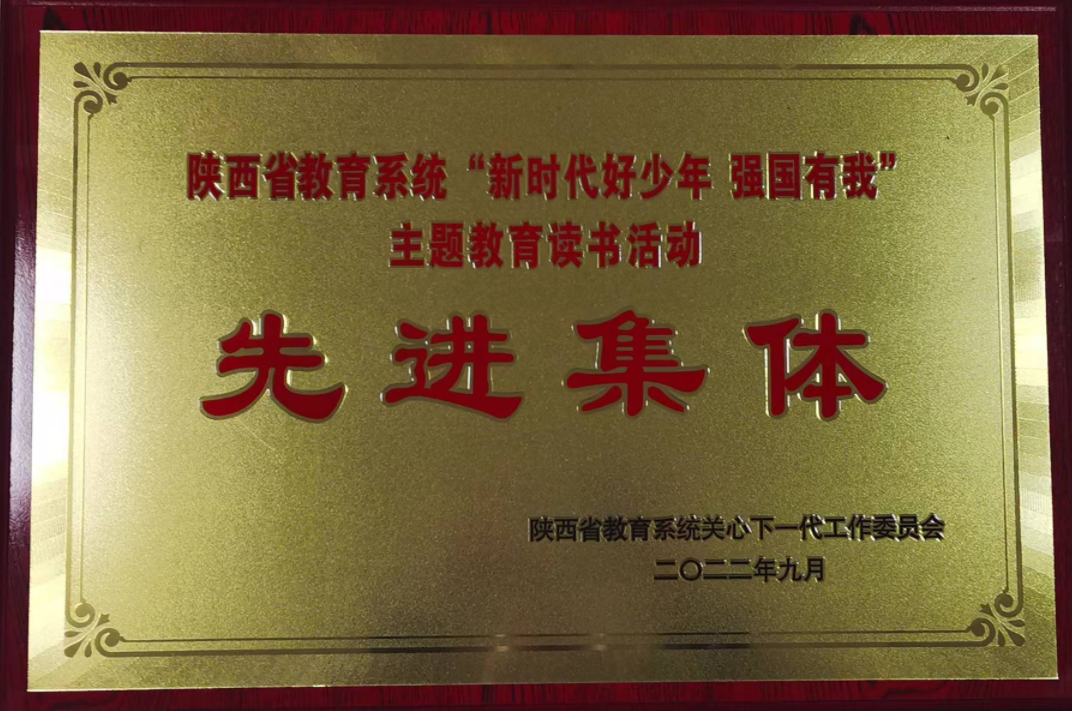 陕西省教育系统“新时代好少年 强国有我”
主题教育读书活动
先进集体
陕西省教育系统关心下一代工作委员会
二〇二二年九月